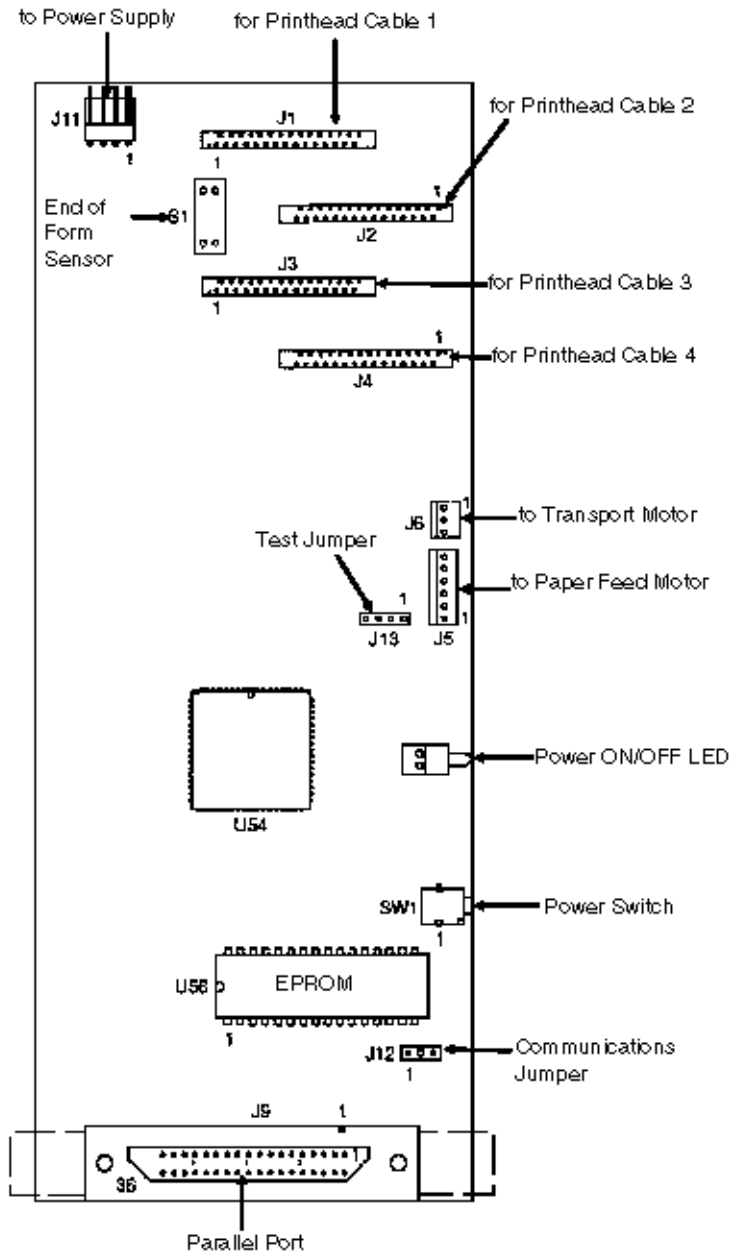 to Power Supply
for Printhead Cable 1
J11
1
J1
1
for Printhead Cable 2
End of
Form
Sensor
S1
1
J2
J3
1
for Printhead Cable 3
1
J4
for Printhead Cable 4
J6
1
to Transport Motor
Test Jumper
1
J13
to Paper Feed Motor
1
J5
U54
Power ON/OFF LED
SW1
1
Power Switch
U56
EPROM
1
J12
1
Communications
Jumper
J9
1
36
Parallel Port